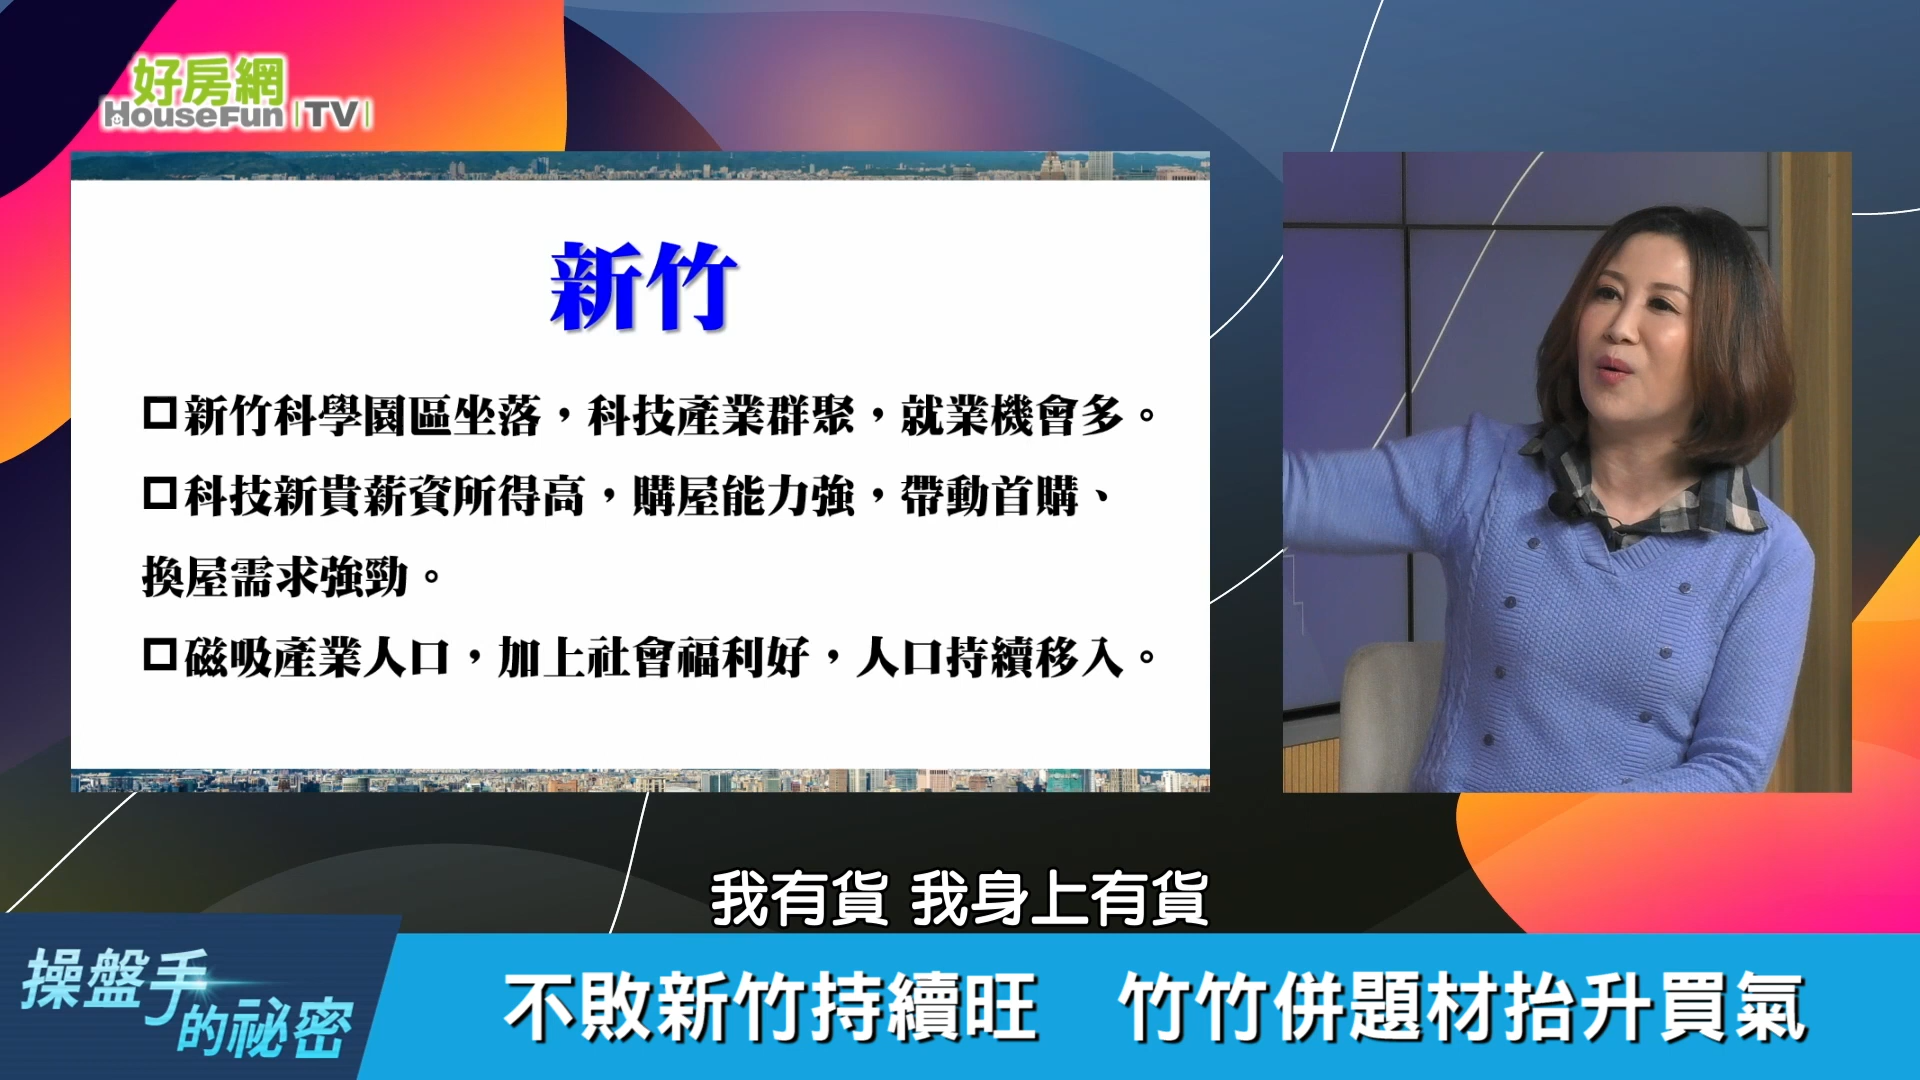 好房網
HouseFun TV
新竹
新竹科學園區坐落，科技產業群聚，就業機會多。
科技新貴薪資所得高，購屋能力強，帶動首購、
換屋需求強勁。
磁吸產業人口，加上社會福利好，人口持續移入。
我有貨 我身上有貨
操盤手
的祕密
不敗新竹持續旺 竹竹併題材抬升買氣